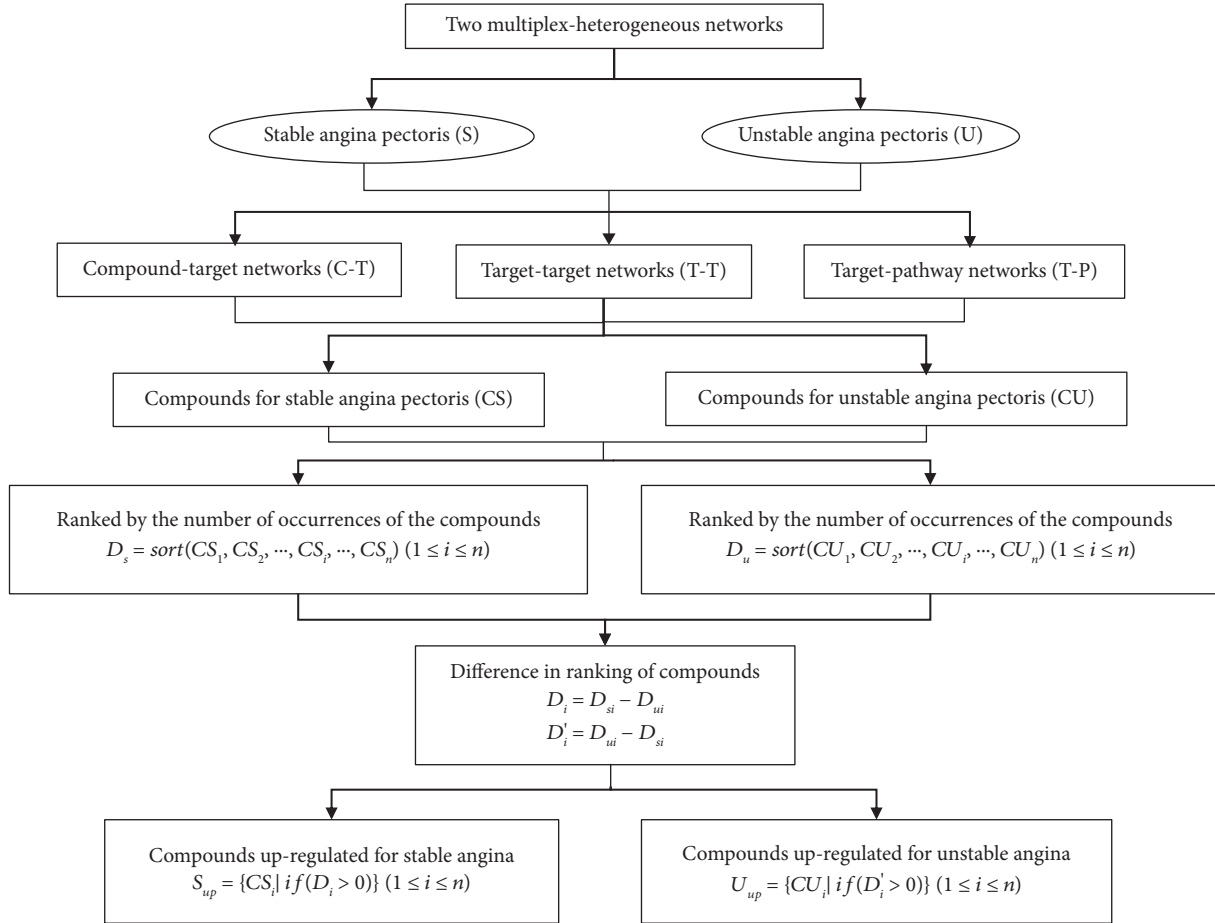 Two multiplex-heterogeneous networks
Stable angina pectoris (S)
Unstable angina pectoris (U)
Compound-target networks (C-T)
Target-target networks (T-T)
Target-pathway networks (T-P)
Compounds for stable angina pectoris (CS)
Compounds for unstable angina pectoris (CU)
Ranked by the number of occurrences of the compounds
D_s = sort(CS_1, CS_2, ···, CS_i, ···, CS_n) (1 ≤ i ≤ n)
Ranked by the number of occurrences of the compounds
D_u = sort(CU_1, CU_2, ···, CU_i, ···, CU_n) (1 ≤ i ≤ n)
Difference in ranking of compounds
D_i = D_si − D_ui
D'_i = D_ui − D_si
Compounds up-regulated for stable angina
S_up = {CS_i| if(D_i > 0)} (1 ≤ i ≤ n)
Compounds up-regulated for unstable angina
U_up = {CU_i| if(D'_i > 0)} (1 ≤ i ≤ n)